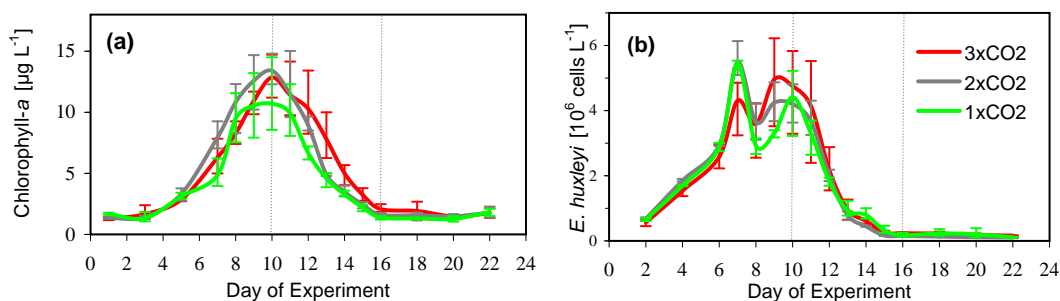 (a)
Chlorophyll-a [µg L-1]
15
10
5
0
0 2 4 6 8 10 12 14 16 18 20 22 24
Day of Experiment
(b)
E. huxleyi [10⁶ cells L-1]
6
4
2
0
0 2 4 6 8 10 12 14 16 18 20 22 24
Day of Experiment
3xCO2
2xCO2
1xCO2